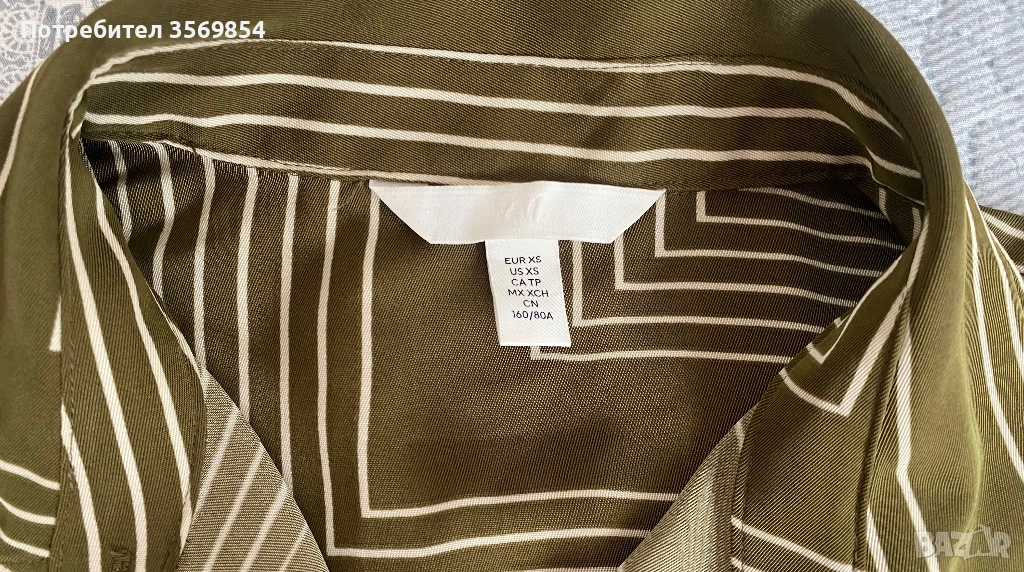 Потребител 3569854
EUR XS
US XS
CA TP
MX XCH
CN
160/80A
BAZAR